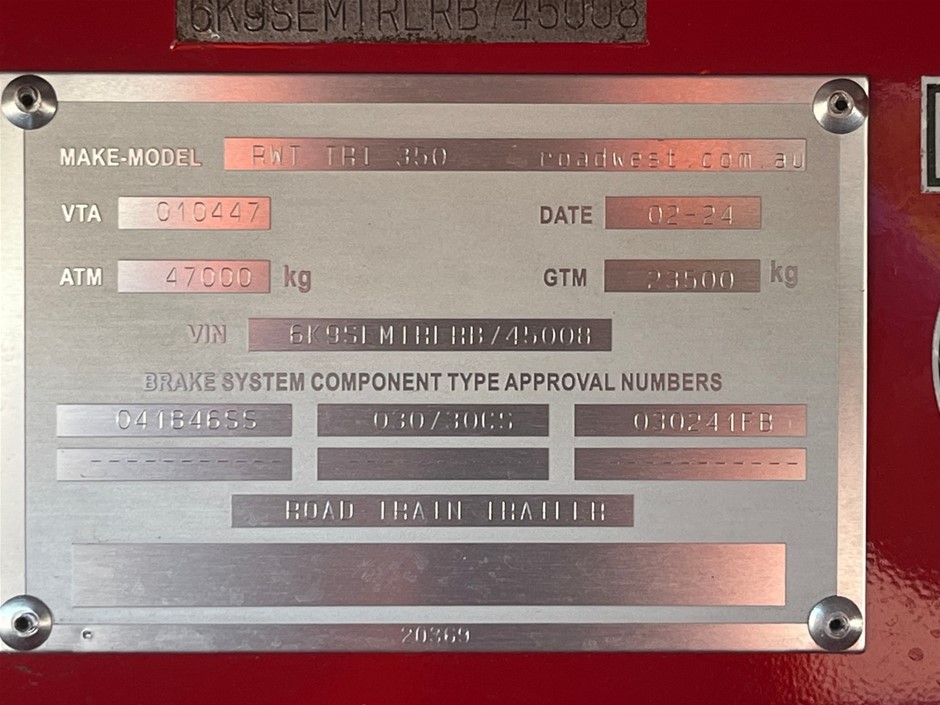 6K9SEMTRLRB745008
MAKE-MODEL RWT TRI 350 roadwest.com.au
VTA 010447 DATE 02-24
ATM 47000 kg GTM 23500 kg
VIN 6K9SEMTRLRB745008
BRAKE SYSTEM COMPONENT TYPE APPROVAL NUMBERS
041846SS 030730CS 030241FB
------------ ------------ ------------
ROAD TRAIN TRAILER
20369